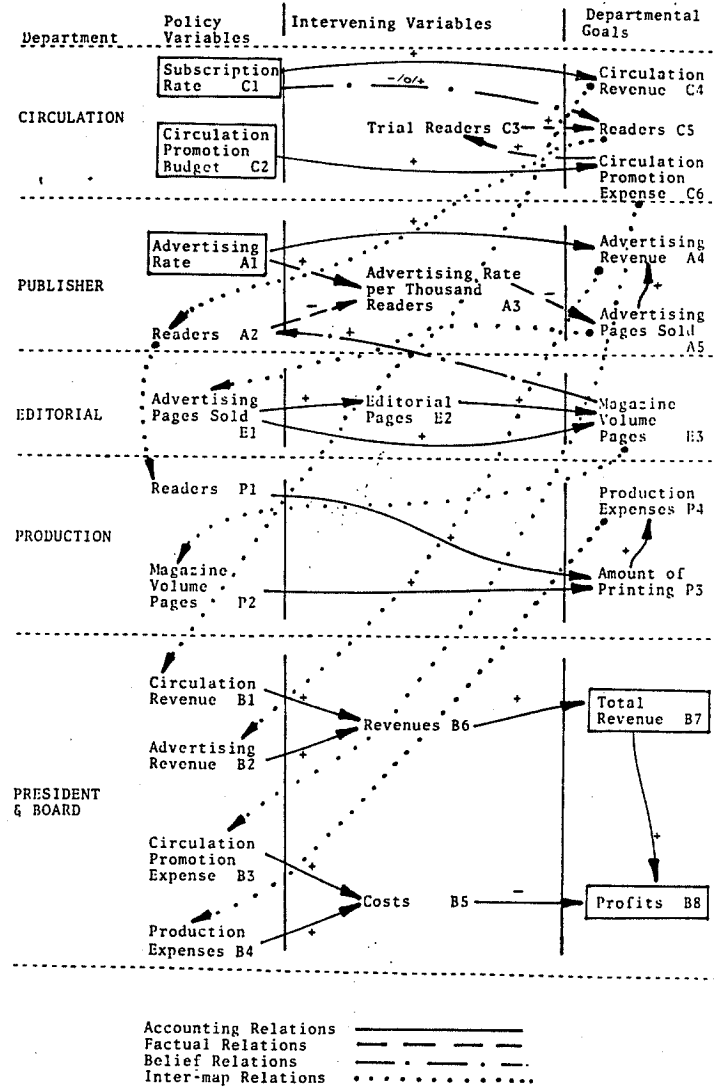 Department
Policy
Variables
Intervening Variables
Departmental
Goals
CIRCULATION
Subscription
Rate C1
Circulation
Promotion
Budget C2
+
-/o/+
Trial Readers C3
+
+
+
Circulation
Revenue C4
Readers C5
Circulation
Promotion
Expense C6
PUBLISHER
Advertising
Rate A1
Readers A2
+
+
-
Advertising Rate
per Thousand
Readers A3
-
+
Advertising
Revenue A4
+
Advertising
Pages Sold
A5
EDITORIAL
Advertising
Pages Sold
E1
+
Editorial
Pages E2
+
+
Magazine
Volume
Pages E3
PRODUCTION
Readers P1
Magazine
Volume
Pages P2
+
+
Production
Expenses P4
+
Amount of
Printing P3
PRESIDENT
& BOARD
Circulation
Revenue B1
Advertising
Revenue B2
+
+
Revenues B6
+
Total
Revenue B7
+
Circulation
Promotion
Expense B3
Production
Expenses B4
+
+
Costs B5
-
Profits B8
Accounting Relations
Factual Relations
Belief Relations
Inter-map Relations